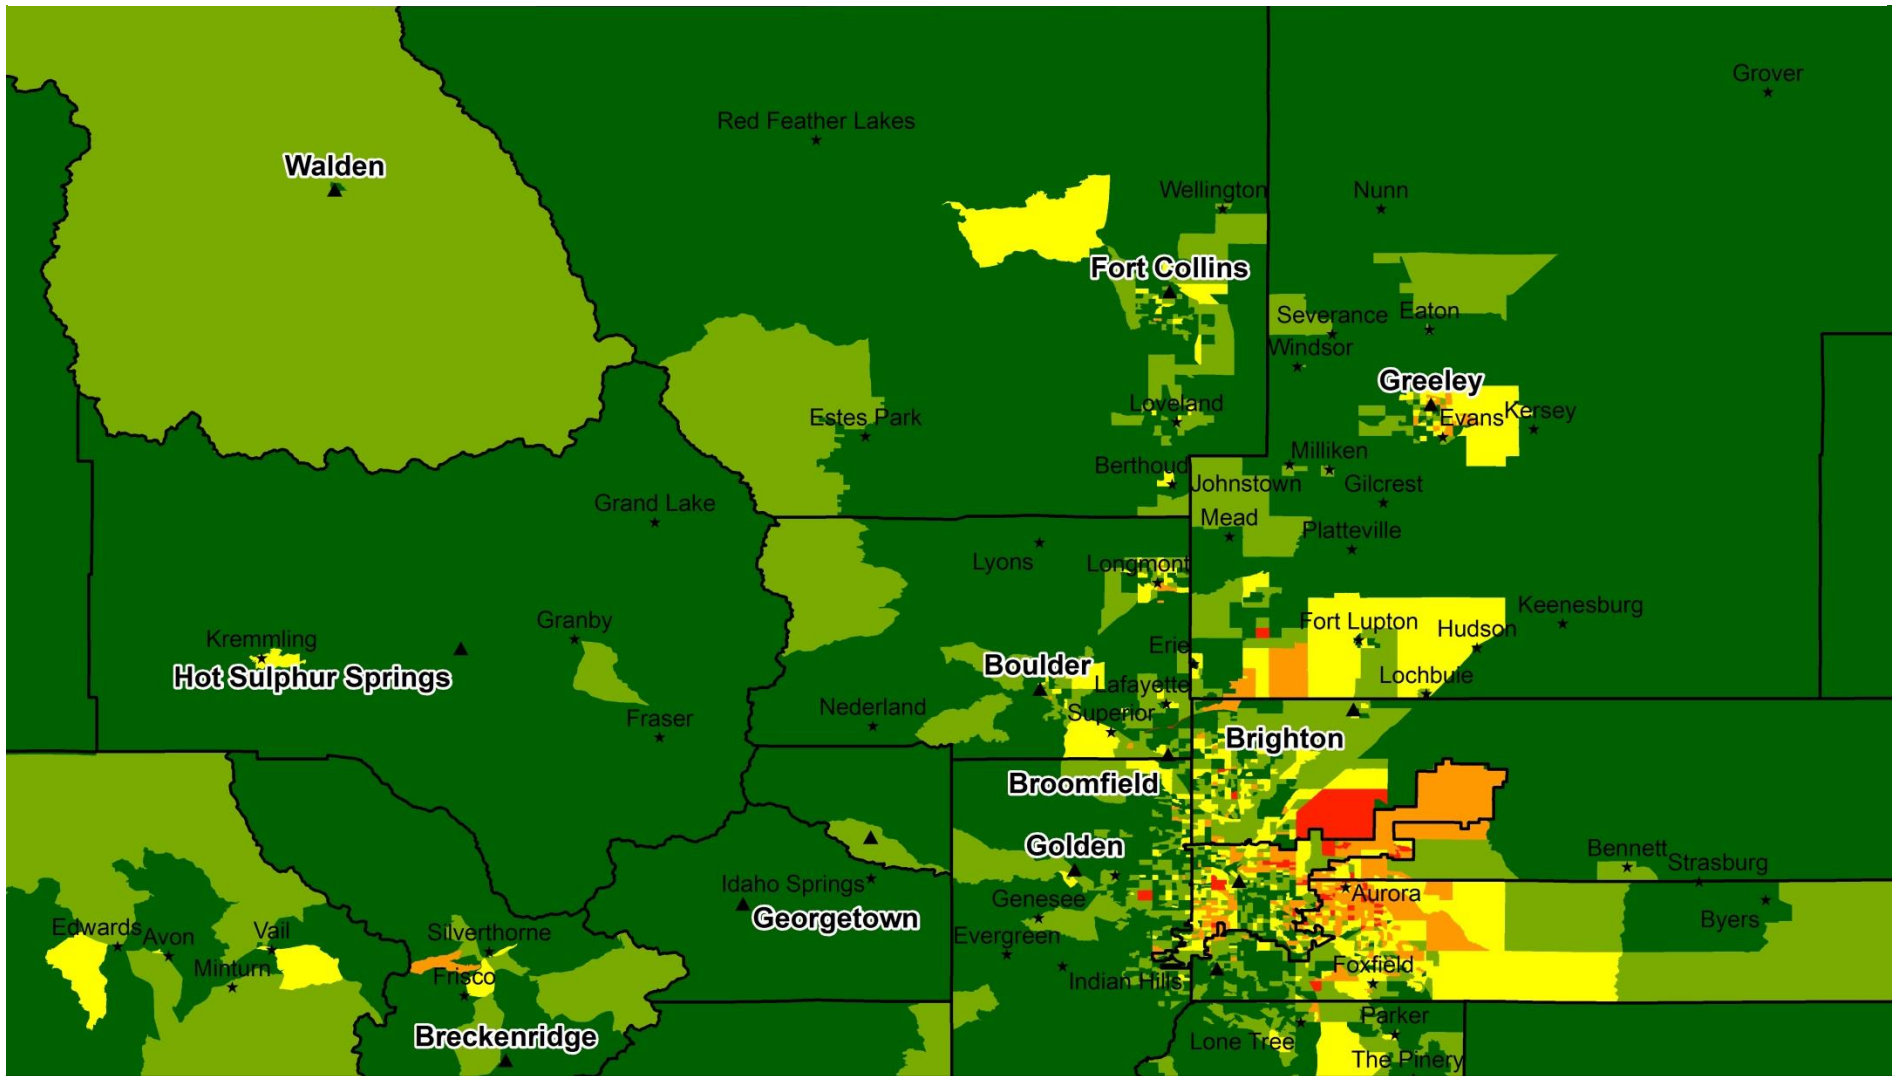 Grover
Red Feather Lakes
Walden
Wellington
Nunn
Fort Collins
Severance
Eaton
Windsor
Greeley
Estes Park
Loveland
Evans
Kersey
Milliken
Berthoud
Johnstown
Gilcrest
Grand Lake
Mead
Platteville
Lyons
Longmont
Keenesburg
Granby
Fort Lupton
Hudson
Kremmling
Erie
Boulder
Hot Sulphur Springs
Lafayette
Lochbuie
Nederland
Superior
Fraser
Brighton
Broomfield
Golden
Bennett
Strasburg
Idaho Springs
Genesee
Aurora
Georgetown
Byers
Edwards
Avon
Vail
Silverthorne
Evergreen
Minturn
Frisco
Indian Hills
Foxfield
Parker
Breckenridge
Lone Tree
The Pinery